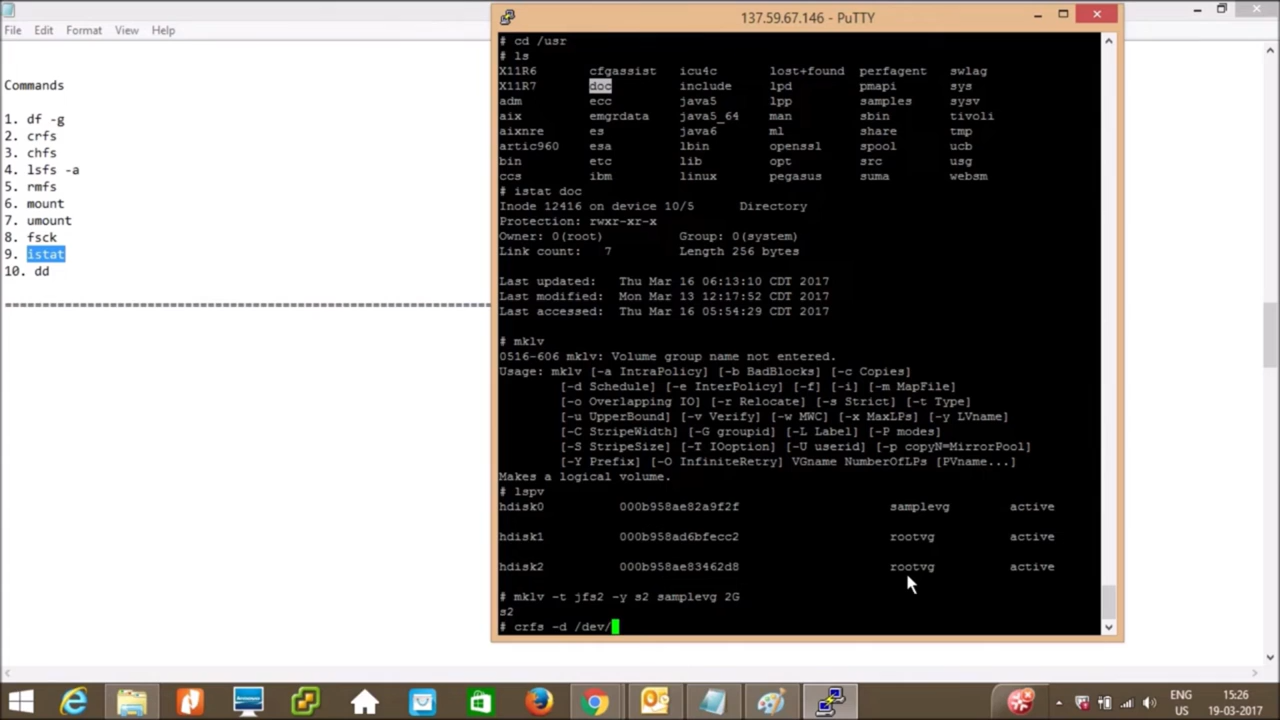 137.59.67.146 - PuTTY
File Edit Format View Help
Commands
1. df -g
2. crfs
3. chfs
4. lsfs -a
5. rmfs
6. mount
7. umount
8. fsck
9. istat
10. dd
# cd /usr
# ls
X11R6 cfgassist icu4c lost+found perfagent swlag
X11R7 doc include lpd pmapi sys
adm ecc java5 lpp samples sysv
aix emgrdata java5_64 man sbin tivoli
aixnre es java6 ml share tmp
artic960 esa lbin openssl spool ucb
bin etc lib opt src usg
ccs ibm linux pegasus suma websm
# istat doc
Inode 12416 on device 10/5 Directory
Protection: rwxr-xr-x
Owner: 0(root) Group: 0(system)
Link count: 7 Length 256 bytes
Last updated: Thu Mar 16 06:13:10 CDT 2017
Last modified: Mon Mar 13 12:17:52 CDT 2017
Last accessed: Thu Mar 16 05:54:29 CDT 2017
# mklv
0516-606 mklv: Volume group name not entered.
Usage: mklv [-a IntraPolicy] [-b BadBlocks] [-c Copies]
[-d Schedule] [-e InterPolicy] [-f] [-i] [-m MapFile]
[-o Overlapping IO] [-r Relocate] [-s Strict] [-t Type]
[-u UpperBound] [-v Verify] [-w MWC] [-x MaxLPs] [-y LVname]
[-C StripeWidth] [-G groupid] [-L Label] [-P modes]
[-S StripeSize] [-T IOoption] [-U userid] [-p copyN=MirrorPool]
[-Y Prefix] [-O InfiniteRetry] VGname NumberOfLPs [PVname...]
Makes a logical volume.
# lspv
hdisk0 000b958ae82a9f2f samplevg active
hdisk1 000b958ad6bfecc2 rootvg active
hdisk2 000b958ae83462d8 rootvg active
# mklv -t jfs2 -y s2 samplevg 2G
s2
# crfs -d /dev/
ENG 15:26
US 19-03-2017